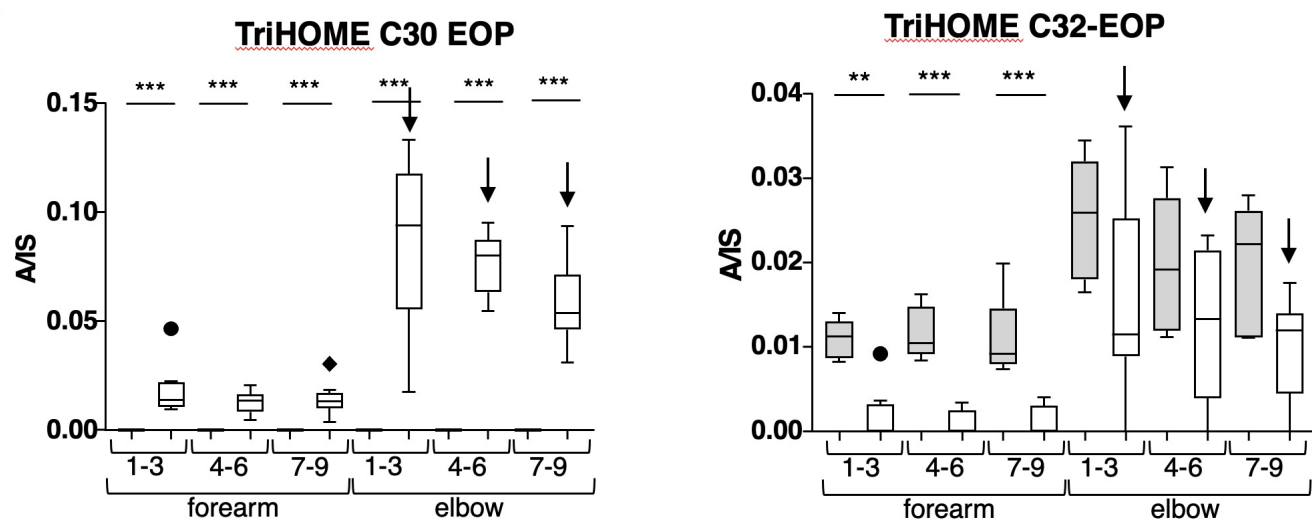 TriHOME C30 EOP
*** *** *** *** *** ***
0.15
0.10
0.05
0.00
A/IS
1-3 4-6 7-9 1-3 4-6 7-9
forearm elbow
TriHOME C32-EOP
** *** ***
0.04
0.03
0.02
0.01
0.00
A/IS
1-3 4-6 7-9 1-3 4-6 7-9
forearm elbow